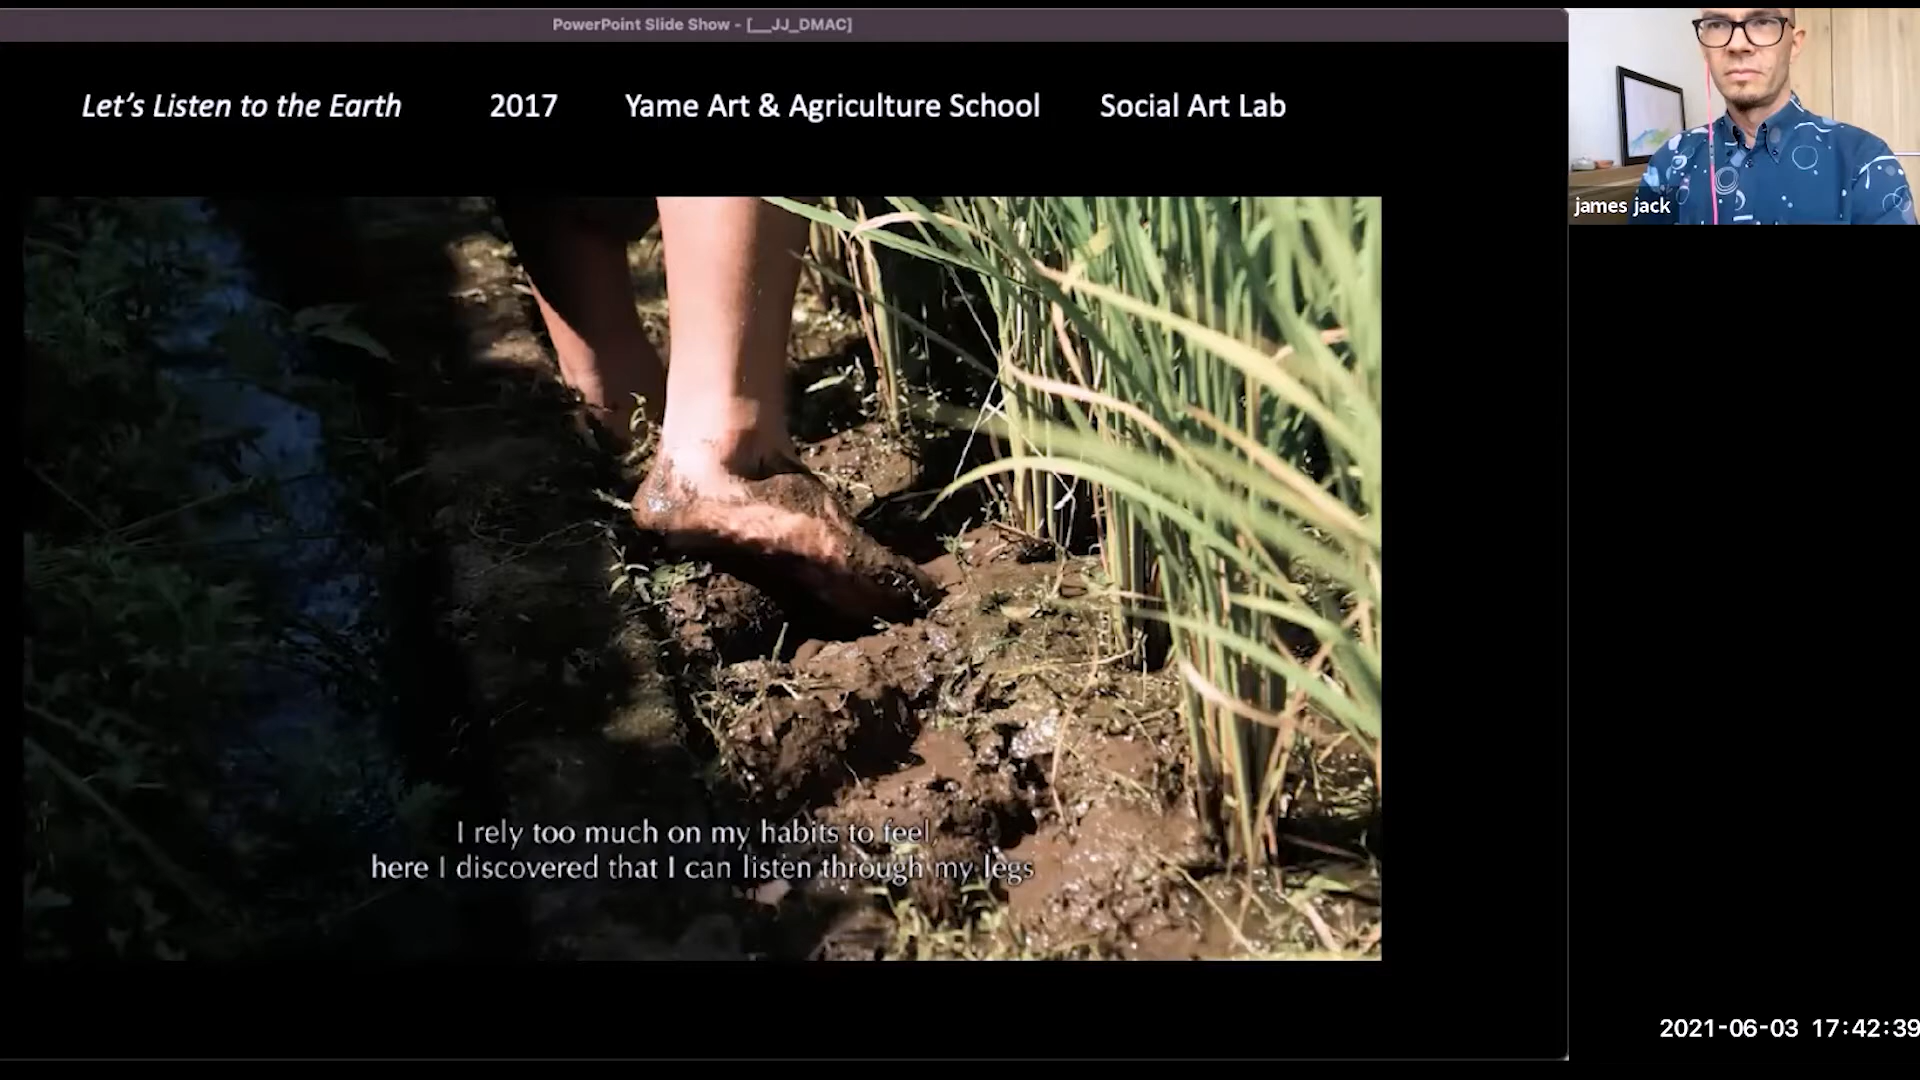 PowerPoint Slide Show - [__JJ_DMAC]
Let's Listen to the Earth 2017 Yame Art & Agriculture School Social Art Lab
james jack
I rely too much on my habits to feel,
here I discovered that I can listen through my legs
2021-06-03 17:42:39